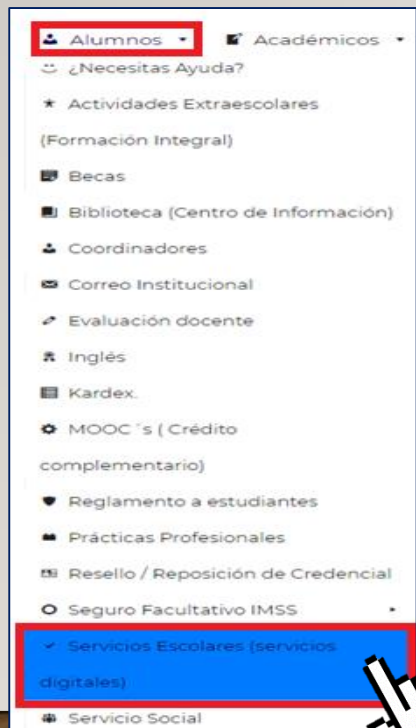 Alumnos Académicos
¿Necesitas Ayuda?
Actividades Extraescolares
(Formación Integral)
Becas
Biblioteca (Centro de Información)
Coordinadores
Correo Institucional
Evaluación docente
Inglés
Kardex.
MOOC´s ( Crédito
complementario)
Reglamento a estudiantes
Prácticas Profesionales
Resello / Reposición de Credencial
Seguro Facultativo IMSS
Servicios Escolares (servicios
digitales)
Servicio Social